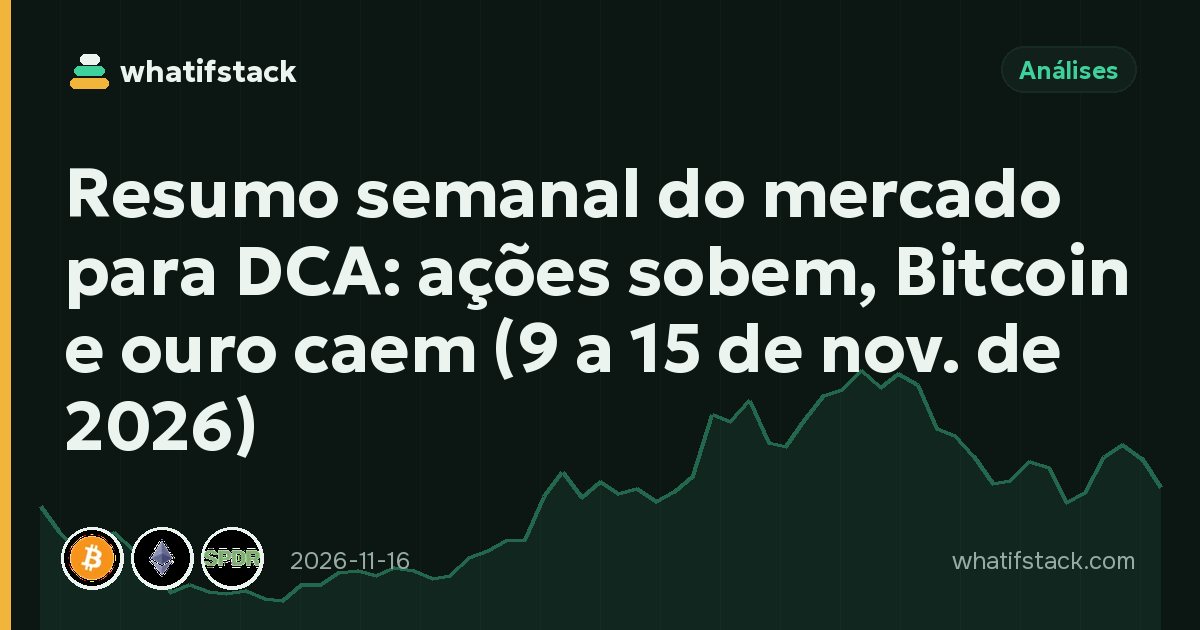 whatifstack
Análises
Resumo semanal do mercado
para DCA: ações sobem, Bitcoin
e ouro caem (9 a 15 de nov. de
2026)
SPDR
2026-11-16
whatifstack.com